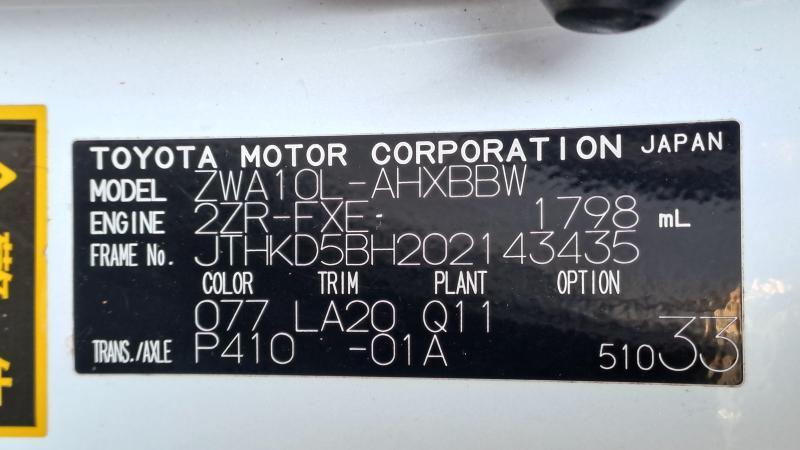 TOYOTA MOTOR CORPORATION JAPAN
MODEL ZWA10L-AHXBBW
ENGINE 2ZR-FXE 1798 mL
FRAME No. JTHKD5BH202143435
COLOR TRIM PLANT OPTION
077 LA20 Q11
TRANS./AXLE P410 -01A 51033